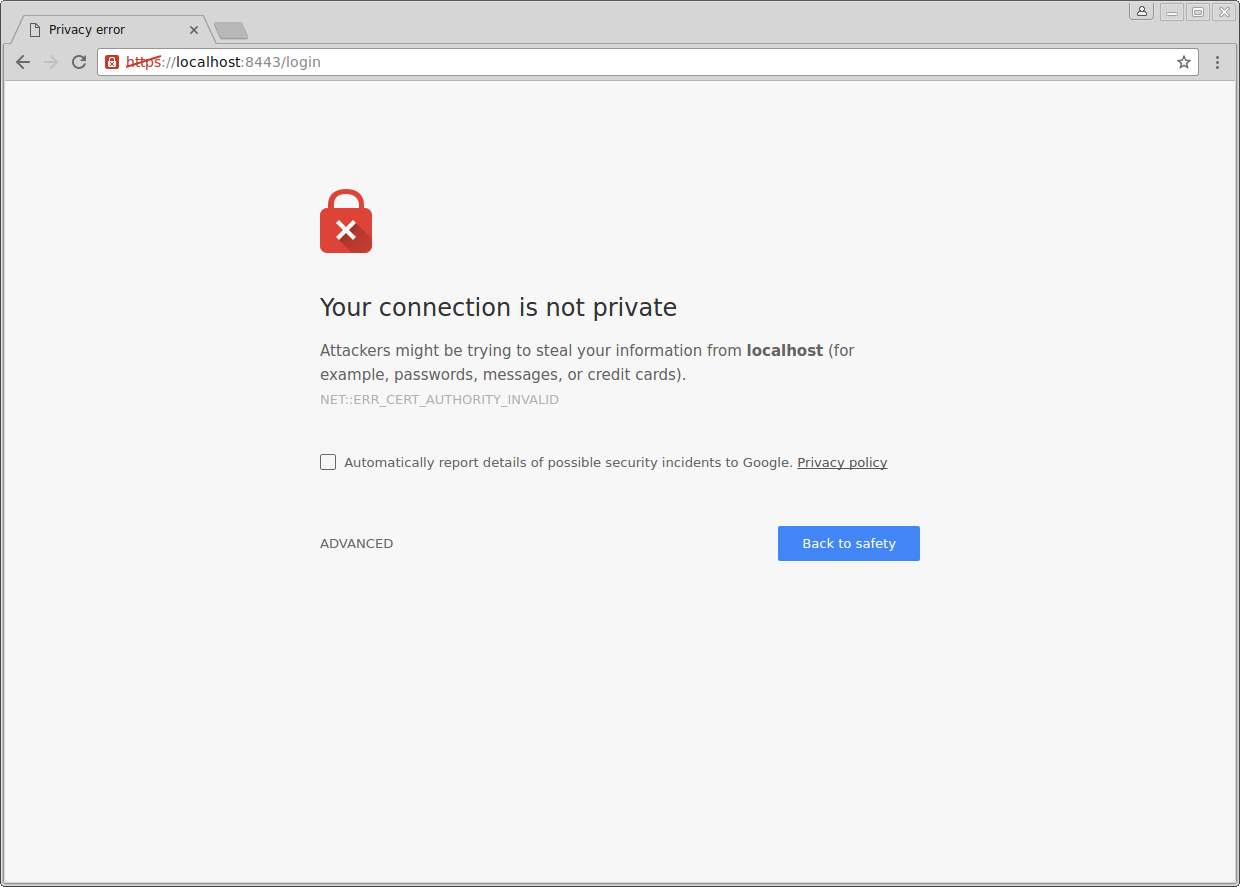 Privacy error
https://localhost:8443/login
Your connection is not private
Attackers might be trying to steal your information from localhost (for
example, passwords, messages, or credit cards).
NET::ERR_CERT_AUTHORITY_INVALID
Automatically report details of possible security incidents to Google. Privacy policy
ADVANCED
Back to safety